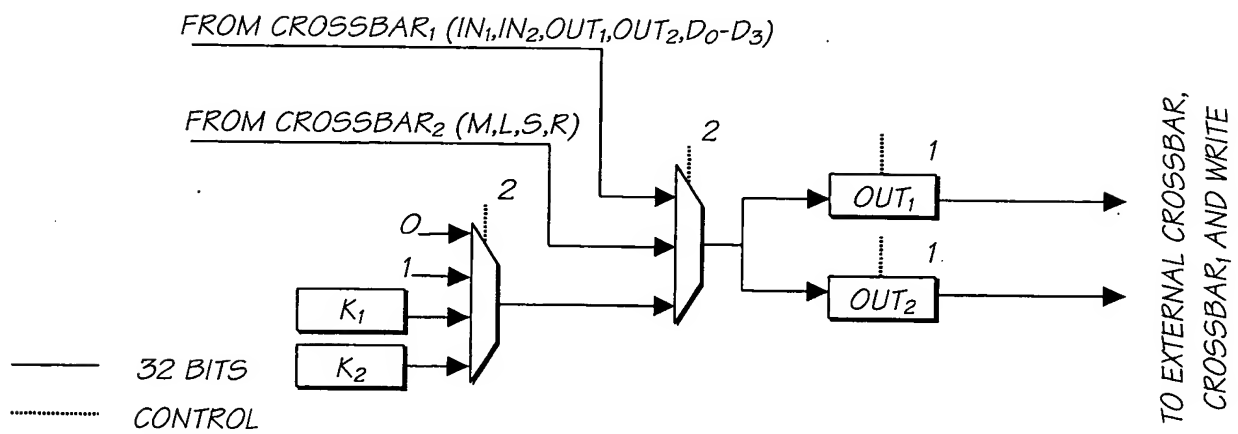 FROM CROSSBAR₁ (IN₁,IN₂,OUT₁,OUT₂,D₀-D₃)
FROM CROSSBAR₂ (M,L,S,R)
2
1
OUT₁
2
0
1
1
OUT₂
K₁
K₂
32 BITS
CONTROL
TO EXTERNAL CROSSBAR,
CROSSBAR₁ AND WRITE